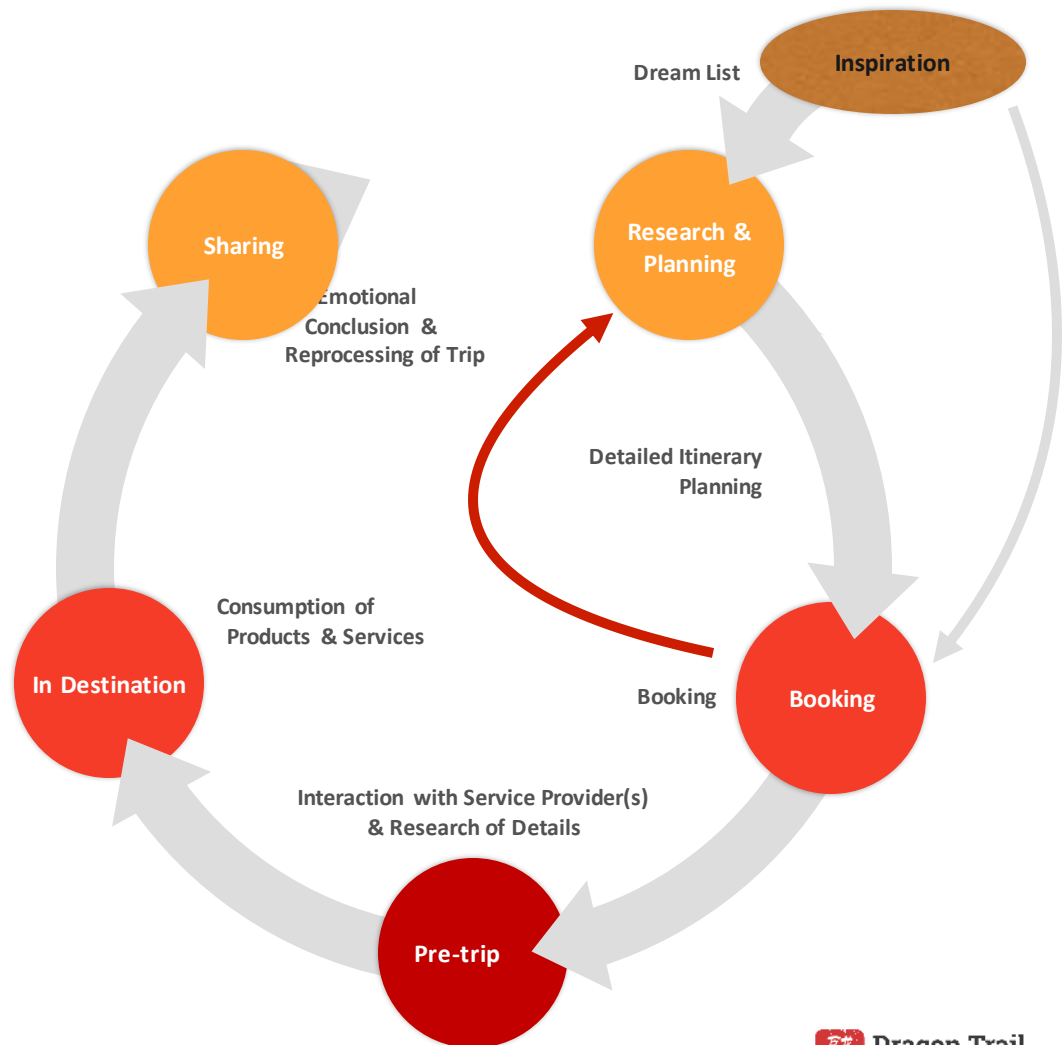 Inspiration
Dream List
Research &
Planning
Sharing
Emotional
Conclusion &
Reprocessing of Trip
Detailed Itinerary
Planning
Consumption of
Products & Services
In Destination
Booking
Booking
Interaction with Service Provider(s)
& Research of Details
Pre-trip
Dragon Trail